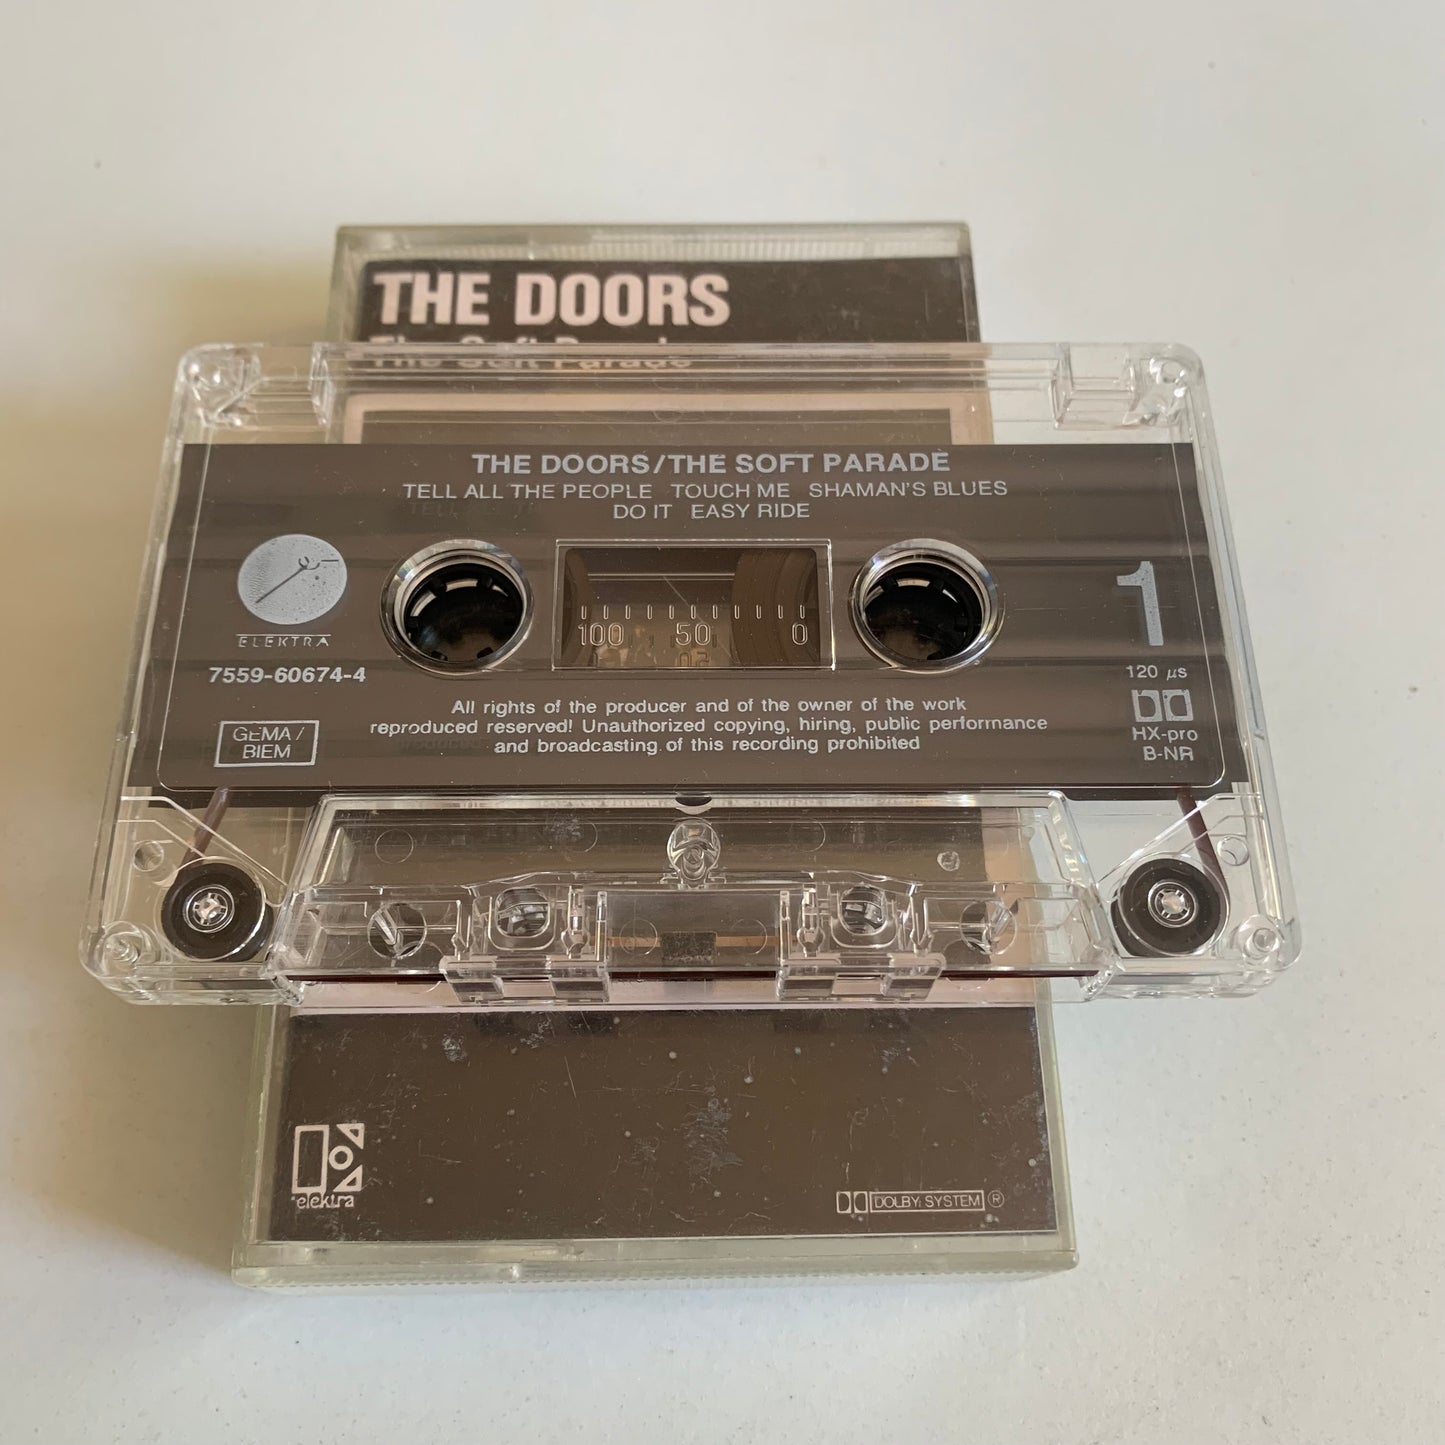 THE DOORS
The Soft Parade
THE DOORS/THE SOFT PARADE
TELL ALL THE PEOPLE TOUCH ME SHAMAN'S BLUES
DO IT EASY RIDE
ELEKTRA
7559-60674-4
GEMA/
BIEM
100 50 0
1
120 µs
HX-pro
B-NR
All rights of the producer and of the owner of the work
reproduced reserved! Unauthorized copying, hiring, public performance
and broadcasting of this recording prohibited
elektra
DOLBY SYSTEM ®